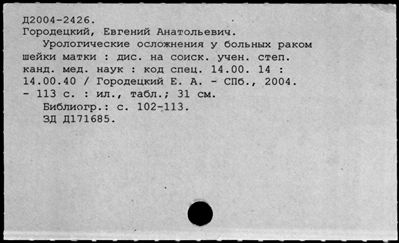 Д2004-2426.
Городецкий, Евгений Анатольевич.
Урологические осложнения у больных раком
шейки матки : дис. на соиск. учен. степ.
канд. мед. наук : код спец. 14.00. 14 :
14.00.40 / Городецкий Е. А. - СПб., 2004.
- 113 с. : ил., табл.; 31 см.
Библиогр.: с. 102-113.
ЗД Д171685.